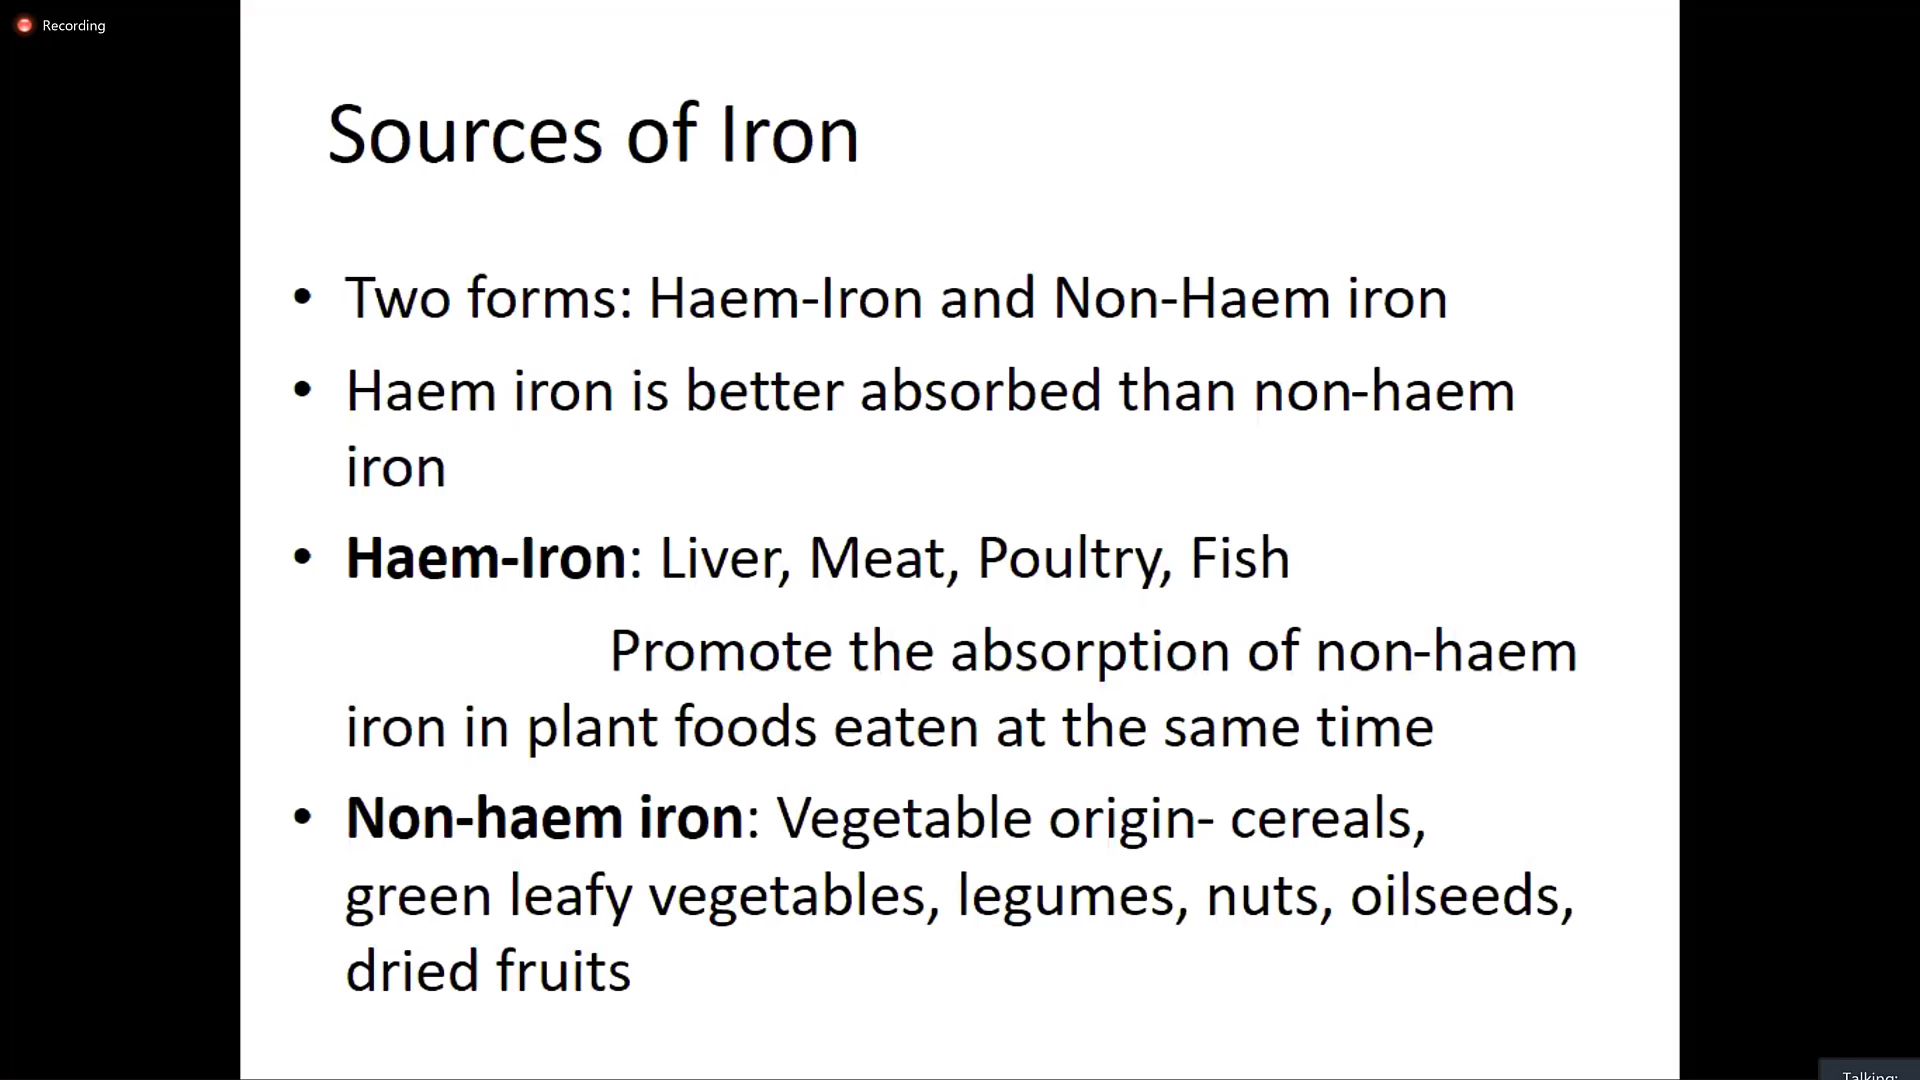 Recording
Sources of Iron
• Two forms: Haem-Iron and Non-Haem iron
• Haem iron is better absorbed than non-haem
iron
• Haem-Iron: Liver, Meat, Poultry, Fish
Promote the absorption of non-haem
iron in plant foods eaten at the same time
• Non-haem iron: Vegetable origin- cereals,
green leafy vegetables, legumes, nuts, oilseeds,
dried fruits
Talking: